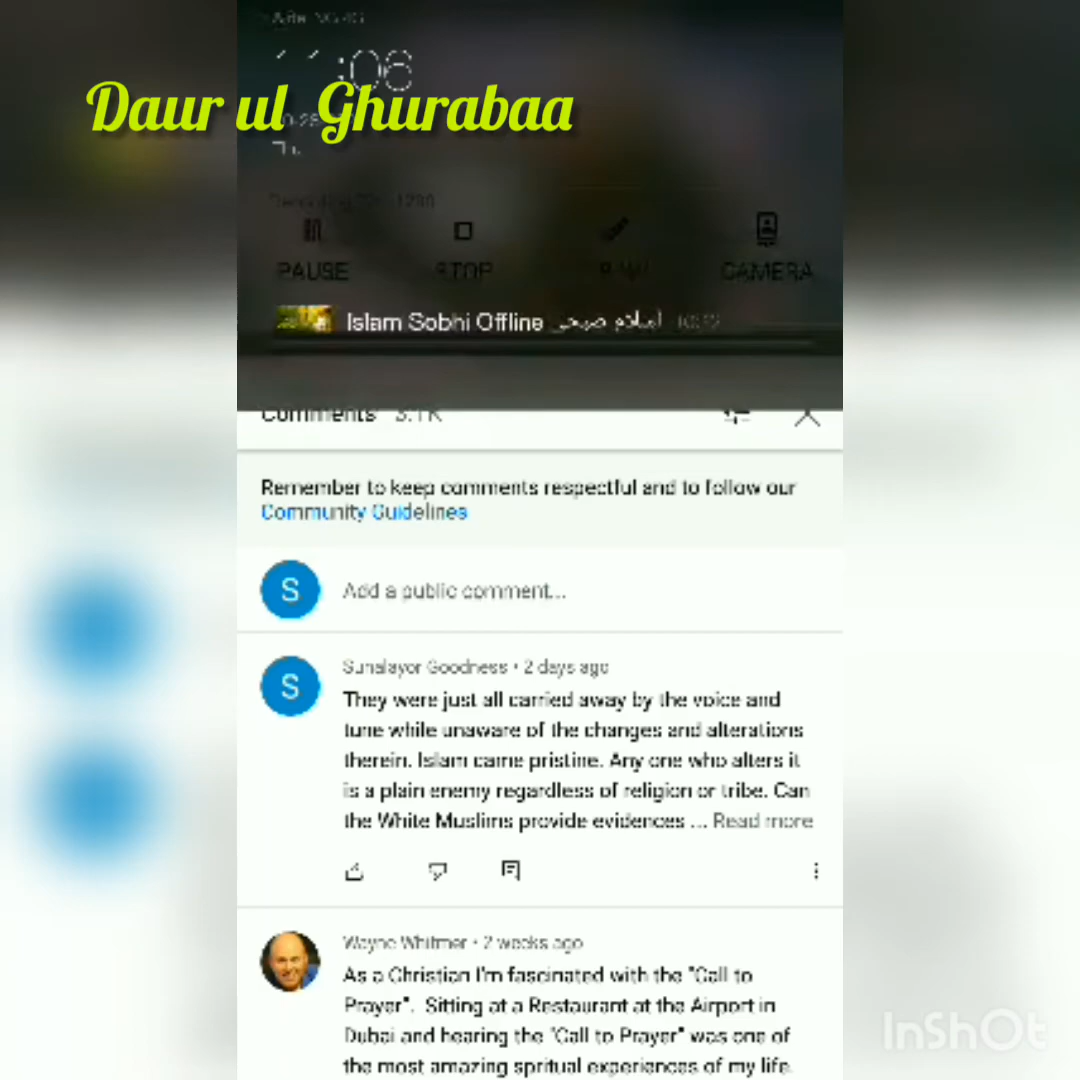 Daur ul Ghurabaa
:06
PAUSE
STOP
CAMERA
Islam Sobhi Offline إسلام صبحي
Comments 3.1K
Remember to keep comments respectful and to follow our
Community Guidelines
S
Add a public comment...
S
Sunalayor Goodness • 2 days ago
They were just all carried away by the voice and
tune while unaware of the changes and alterations
therein. Islam came pristine. Any one who alters it
is a plain enemy regardless of religion or tribe. Can
the White Muslims provide evidences ... Read more
Wayne Whitmer • 2 weeks ago
As a Christian I'm fascinated with the "Call to
Prayer". Sitting at a Restaurant at the Airport in
Dubai and hearing the "Call to Prayer" was one of
the most amazing spritual experiences of my life.
InShOt